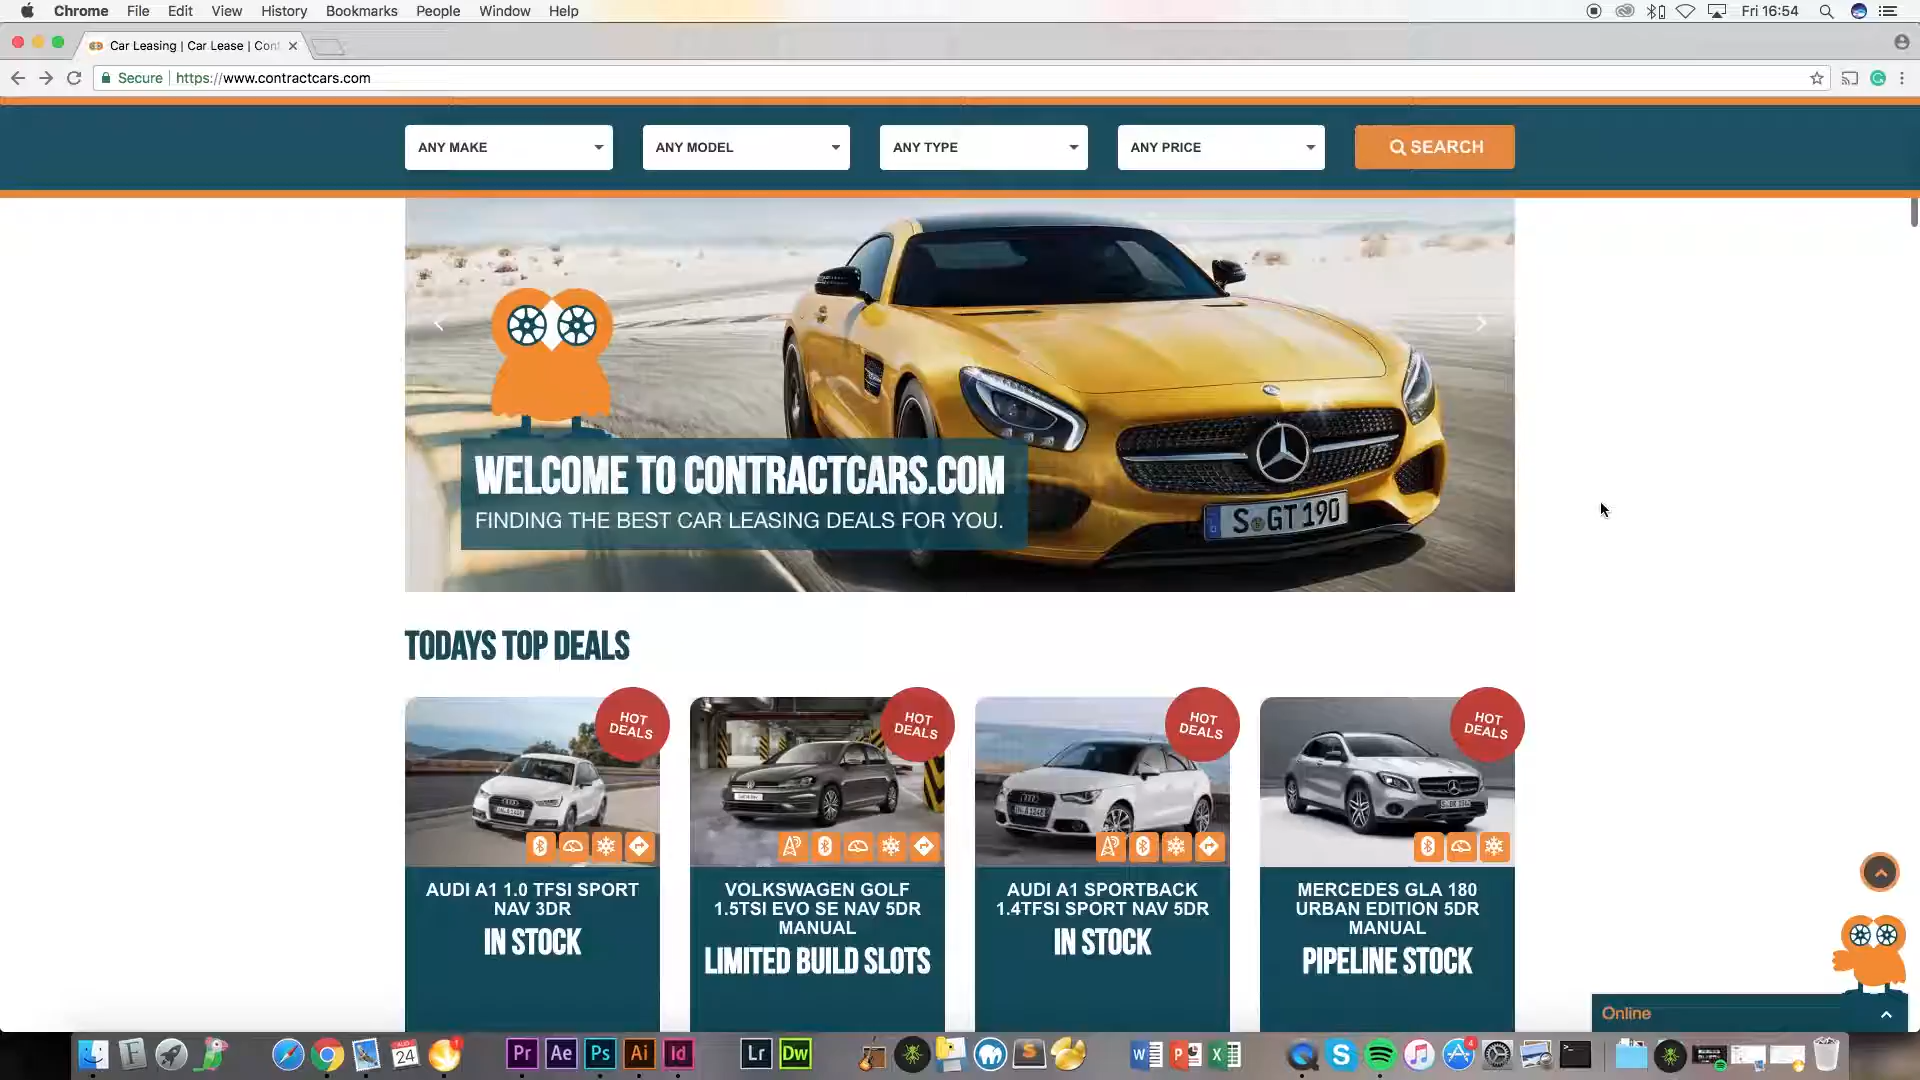 Chrome File Edit View History Bookmarks People Window Help Fri 16:54
Car Leasing | Car Lease | Con
Secure https://www.contractcars.com
ANY MAKE ANY MODEL ANY TYPE ANY PRICE SEARCH
WELCOME TO CONTRACTCARS.COM
FINDING THE BEST CAR LEASING DEALS FOR YOU.
S GT 190
TODAYS TOP DEALS
HOT DEALS
HOT DEALS
HOT DEALS
HOT DEALS
AUDI A1 1.0 TFSI SPORT
NAV 3DR
IN STOCK
VOLKSWAGEN GOLF
1.5TSI EVO SE NAV 5DR
MANUAL
LIMITED BUILD SLOTS
AUDI A1 SPORTBACK
1.4TFSI SPORT NAV 5DR
IN STOCK
MERCEDES GLA 180
URBAN EDITION 5DR
MANUAL
PIPELINE STOCK
Online
AUG 24 Pr Ae Ps Ai Id Lr Dw S W P X 4